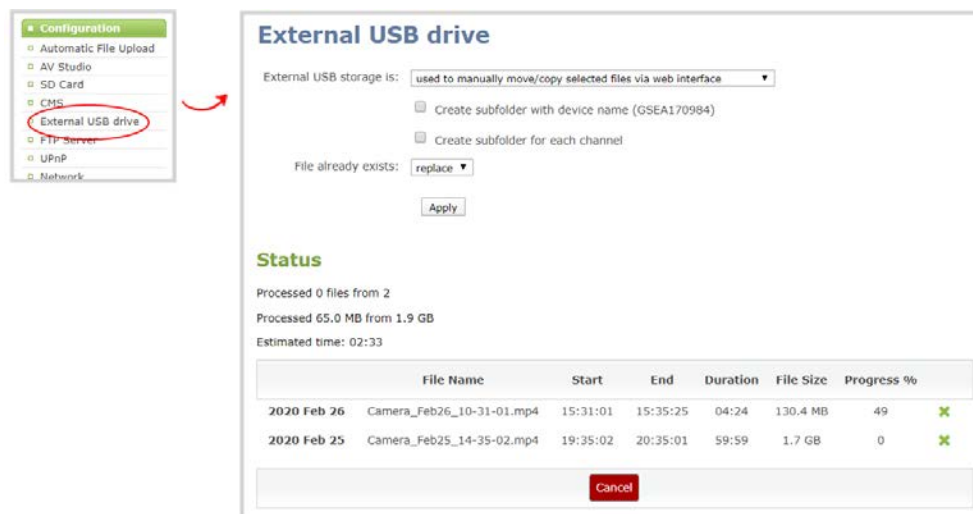 Configuration
Automatic File Upload
AV Studio
SD Card
CMS
External USB drive
FTP Server
UPnP
Network
External USB drive
External USB storage is: used to manually move/copy selected files via web interface
Create subfolder with device name (GSEA170984)
Create subfolder for each channel
File already exists: replace
Apply
Status
Processed 0 files from 2
Processed 65.0 MB from 1.9 GB
Estimated time: 02:33
File Name Start End Duration File Size Progress %
2020 Feb 26 Camera_Feb26_10-31-01.mp4 15:31:01 15:35:25 04:24 130.4 MB 49
2020 Feb 25 Camera_Feb25_14-35-02.mp4 19:35:02 20:35:01 59:59 1.7 GB 0
Cancel